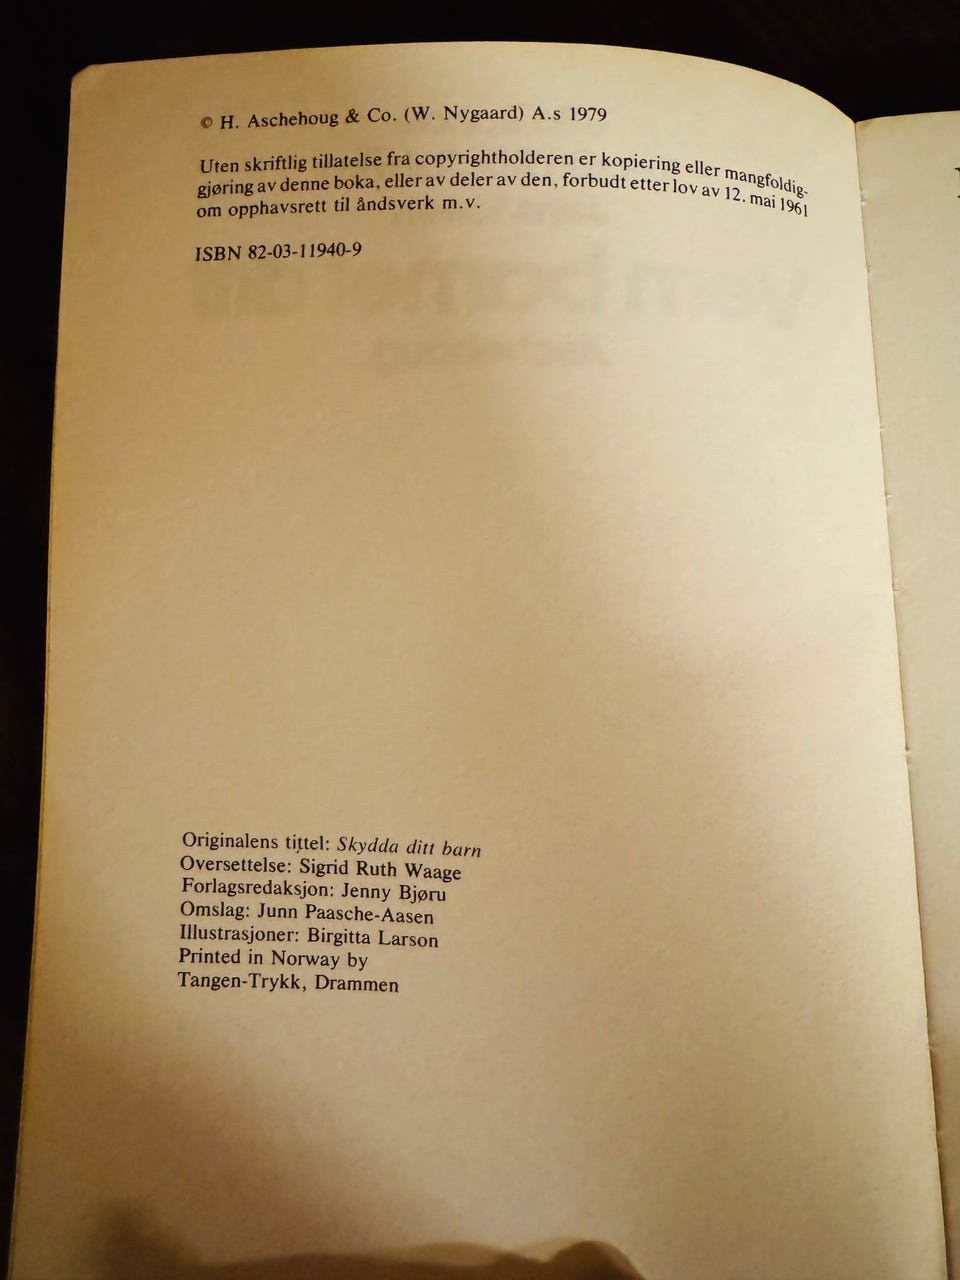 © H. Aschehoug & Co. (W. Nygaard) A.s 1979
Uten skriftlig tillatelse fra copyrightholderen er kopiering eller mangfoldig-
gjøring av denne boka, eller av deler av den, forbudt etter lov av 12. mai 1961
om opphavsrett til åndsverk m.v.
ISBN 82-03-11940-9
Originalens tittel: Skydda ditt barn
Oversettelse: Sigrid Ruth Waage
Forlagsredaksjon: Jenny Bjøru
Omslag: Junn Paasche-Aasen
Illustrasjoner: Birgitta Larson
Printed in Norway by
Tangen-Trykk, Drammen